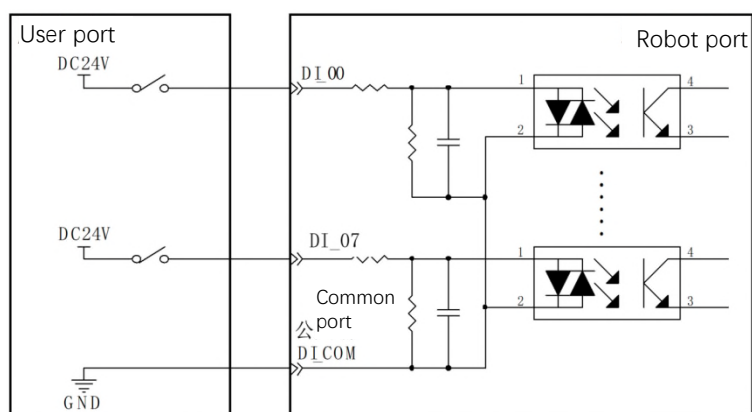 User port
Robot port
DC24V
DI_00
1
4
2
3
DC24V
DI_07
1
4
Common
port
2
3
公
DI_COM
GND